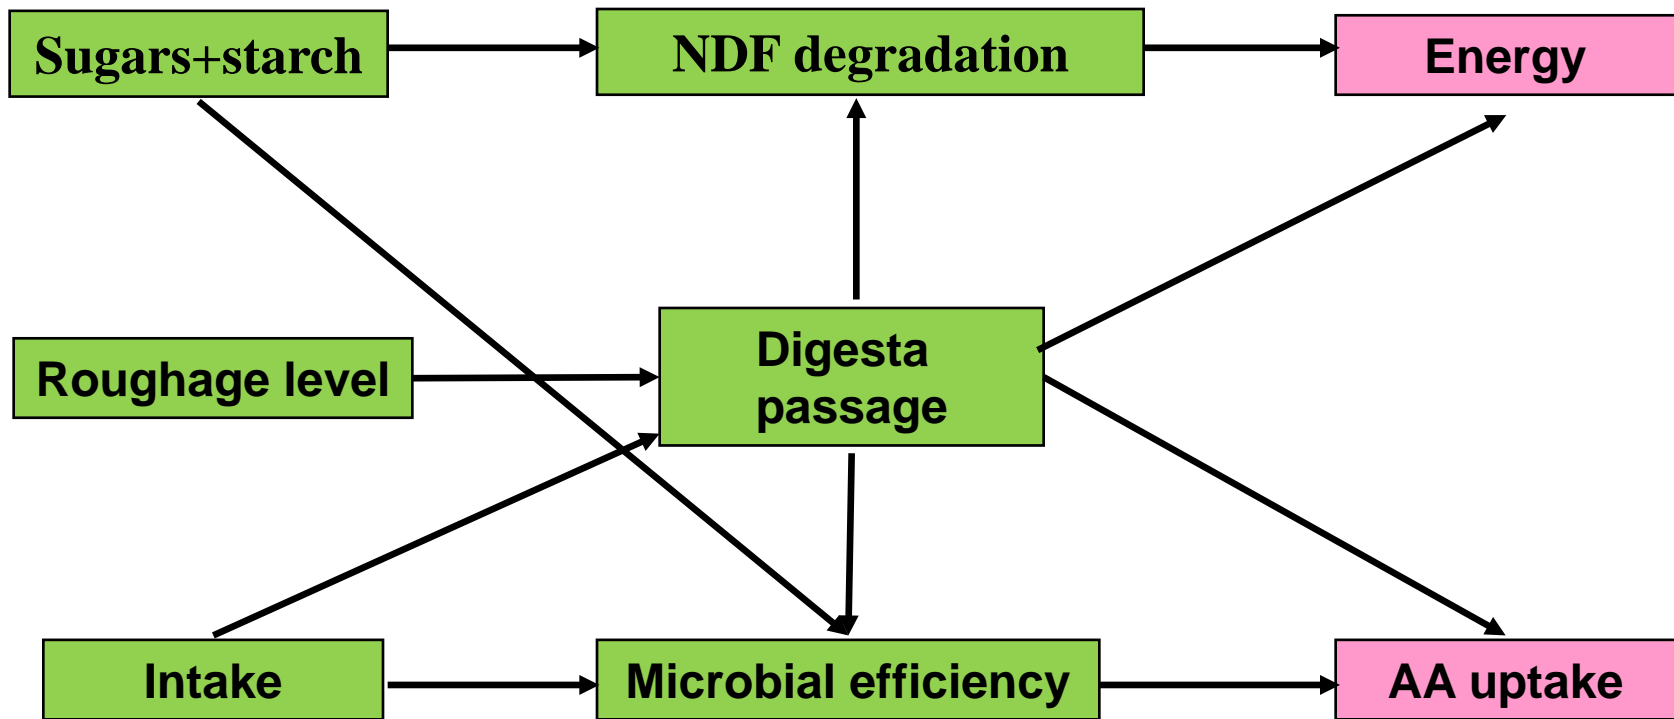 Sugars+starch
NDF degradation
Energy
Roughage level
Digesta
passage
Intake
Microbial efficiency
AA uptake